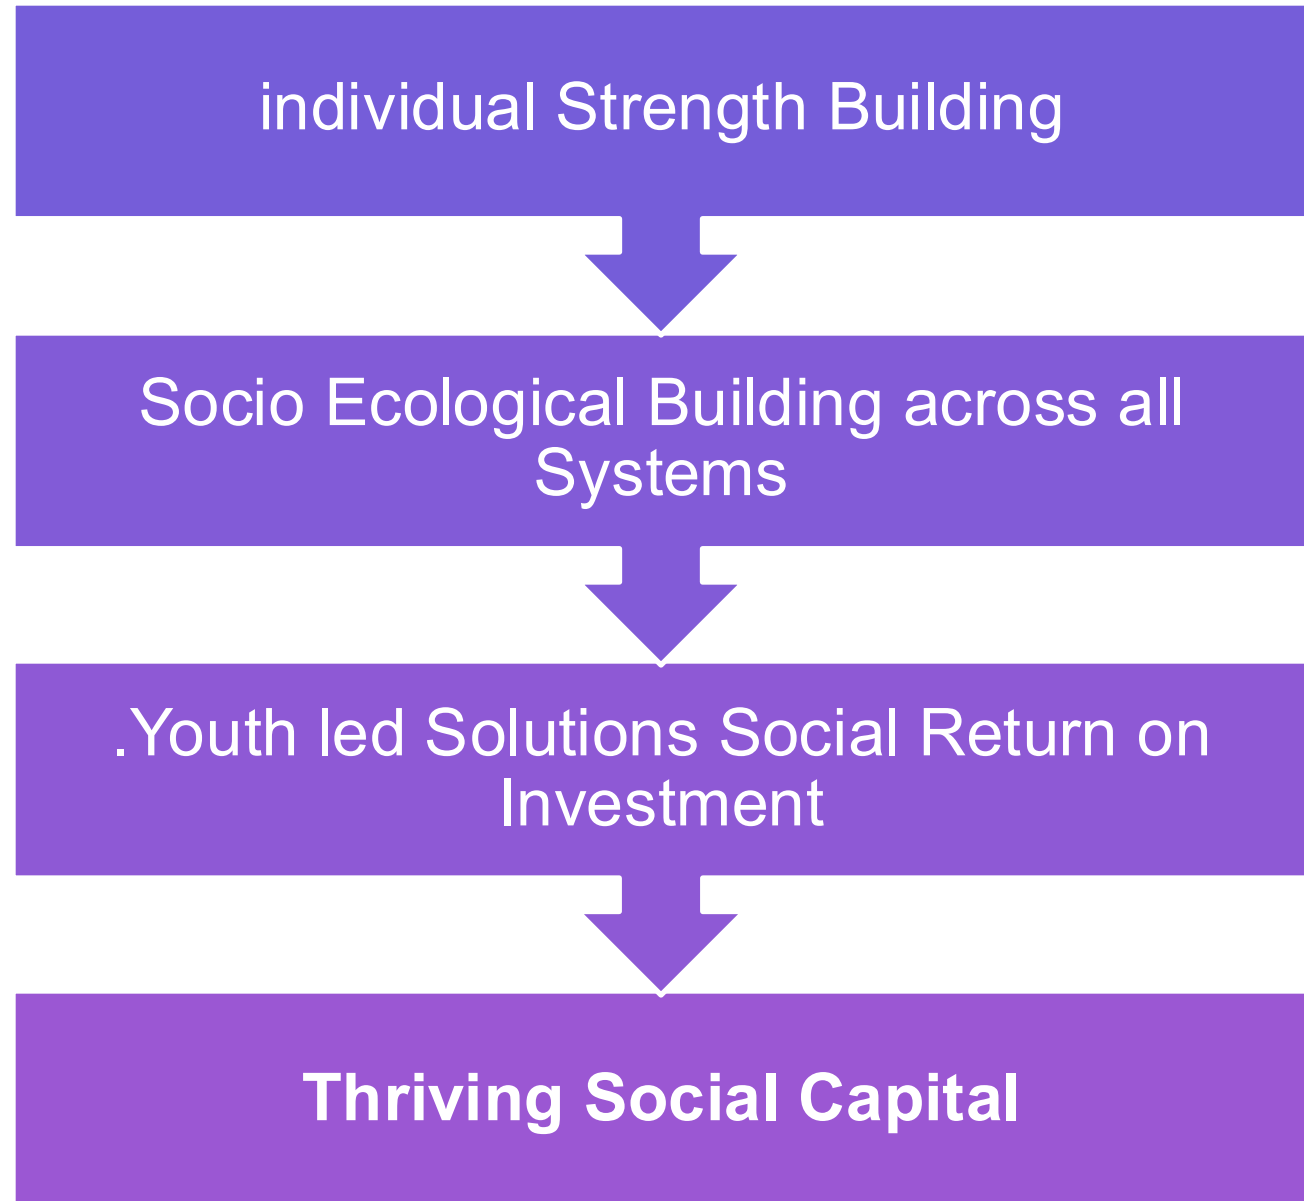 individual Strength Building
Socio Ecological Building across all
Systems
.Youth led Solutions Social Return on
Investment
Thriving Social Capital